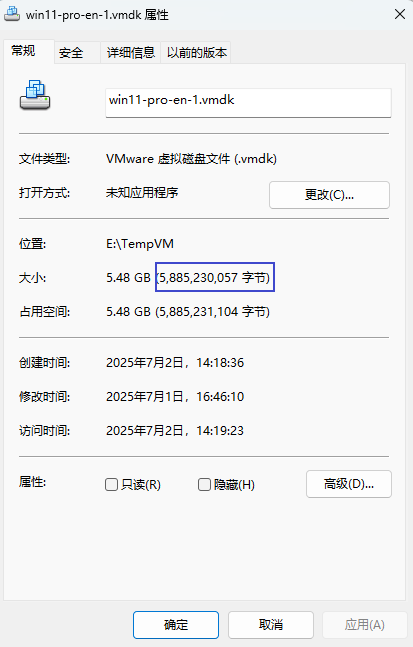 win11-pro-en-1.vmdk 属性
常规 安全 详细信息 以前的版本
win11-pro-en-1.vmdk
文件类型: VMware 虚拟磁盘文件 (.vmdk)
打开方式: 未知应用程序 更改(C)...
位置: E:\TempVM
大小: 5.48 GB (5,885,230,057 字节)
占用空间: 5.48 GB (5,885,231,104 字节)
创建时间: 2025年7月2日，14:18:36
修改时间: 2025年7月1日，16:46:10
访问时间: 2025年7月2日，14:19:23
属性: 只读(R) 隐藏(H) 高级(D)...
确定 取消 应用(A)